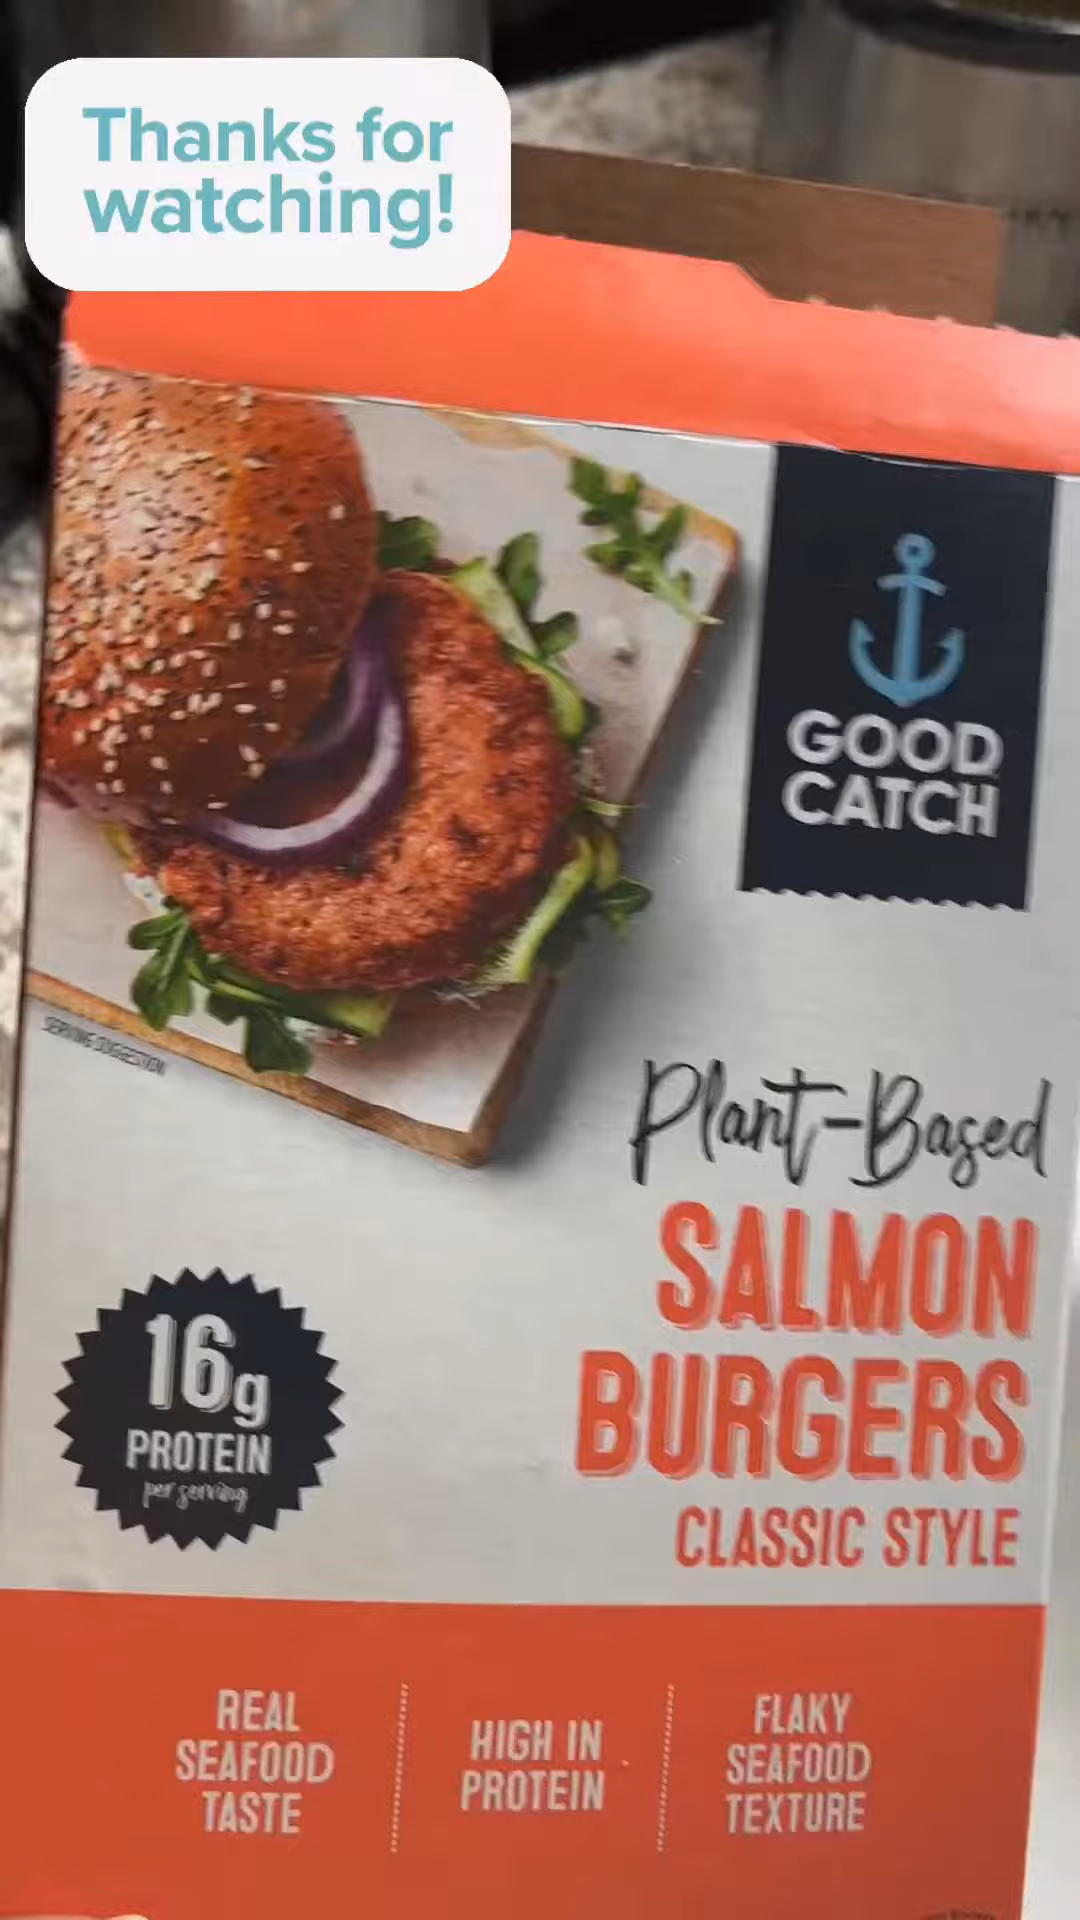 Thanks for
watching!
GOOD
CATCH
SERVING SUGGESTION
Plant-Based
SALMON
BURGERS
CLASSIC STYLE
16g
PROTEIN
per serving
REAL
SEAFOOD
TASTE
HIGH IN
PROTEIN
FLAKY
SEAFOOD
TEXTURE